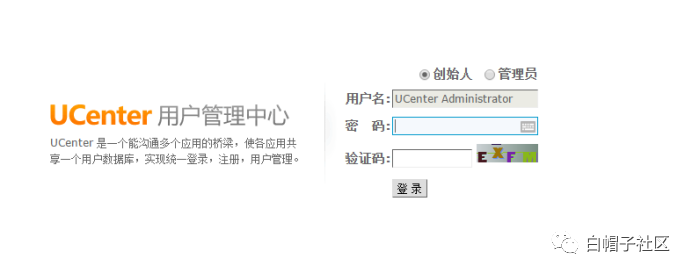 创始人 管理员
UCenter 用户管理中心
UCenter 是一个能沟通多个应用的桥梁，使各应用共
享一个用户数据库，实现统一登录，注册，用户管理。
用户名: UCenter Administrator
密 码:
验证码: EXFM
登 录
白帽子社区